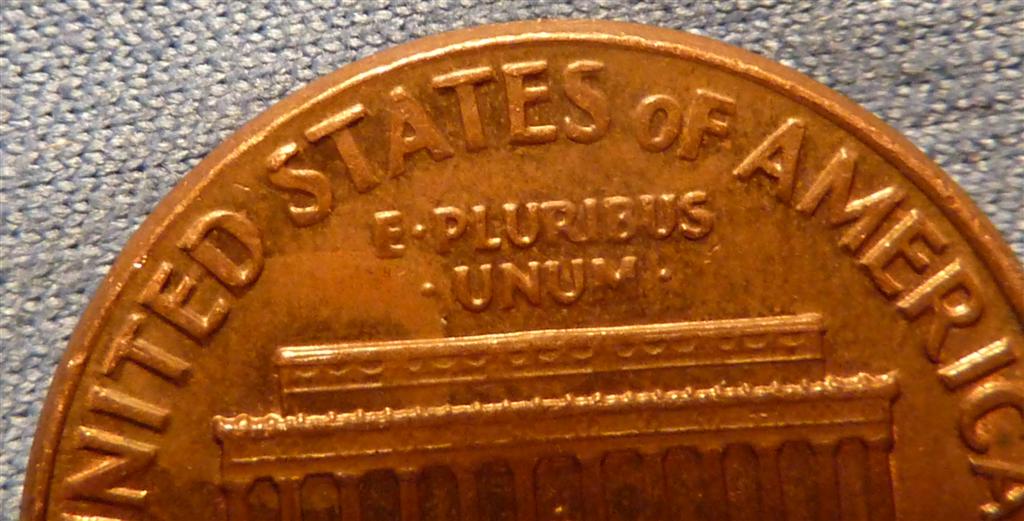 UNITED STATES OF AMERICA
E·PLURIBUS
·UNUM·